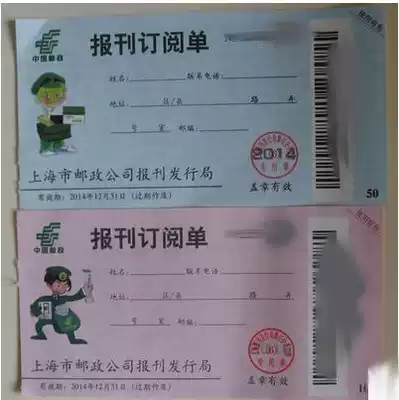 报刊订阅单
中国邮政
姓名: 联系电话:
地址: 区/县 路 弄
号 室 邮编:
2014
专用章
上海市邮政公司报刊发行局
盖章有效
有效期:2014年12月31日(过期作废)
50
报刊订阅单
中国邮政
姓名: 联系电话:
地址: 区/县 路 弄
号 室 邮编:
专用章
上海市邮政公司报刊发行局
盖章有效
有效期:2014年12月31日(过期作废)